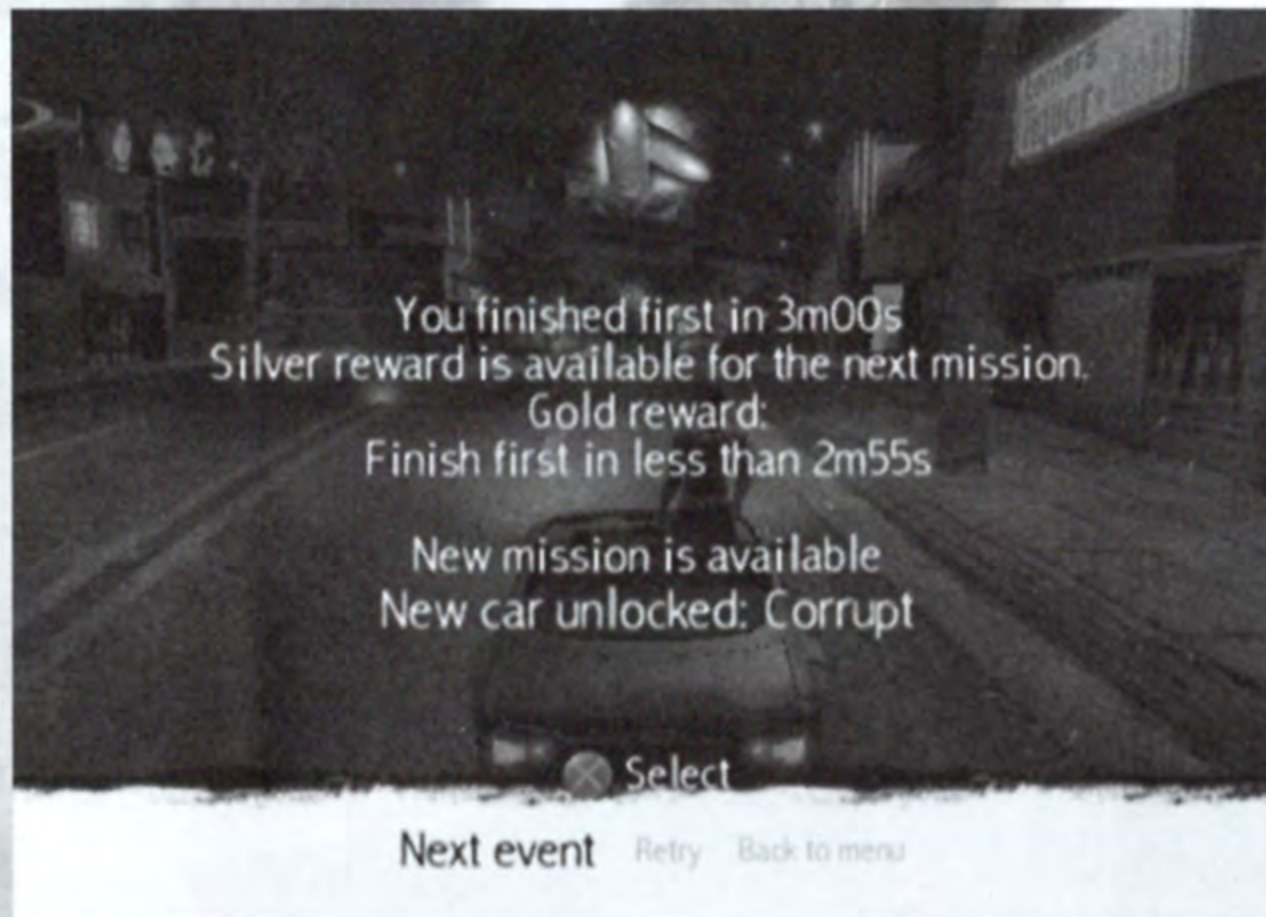 You finished first in 3m00s
Silver reward is available for the next mission.
Gold reward:
Finish first in less than 2m55s
New mission is available
New car unlocked: Corrupt
Select
Next event Retry Back to menu